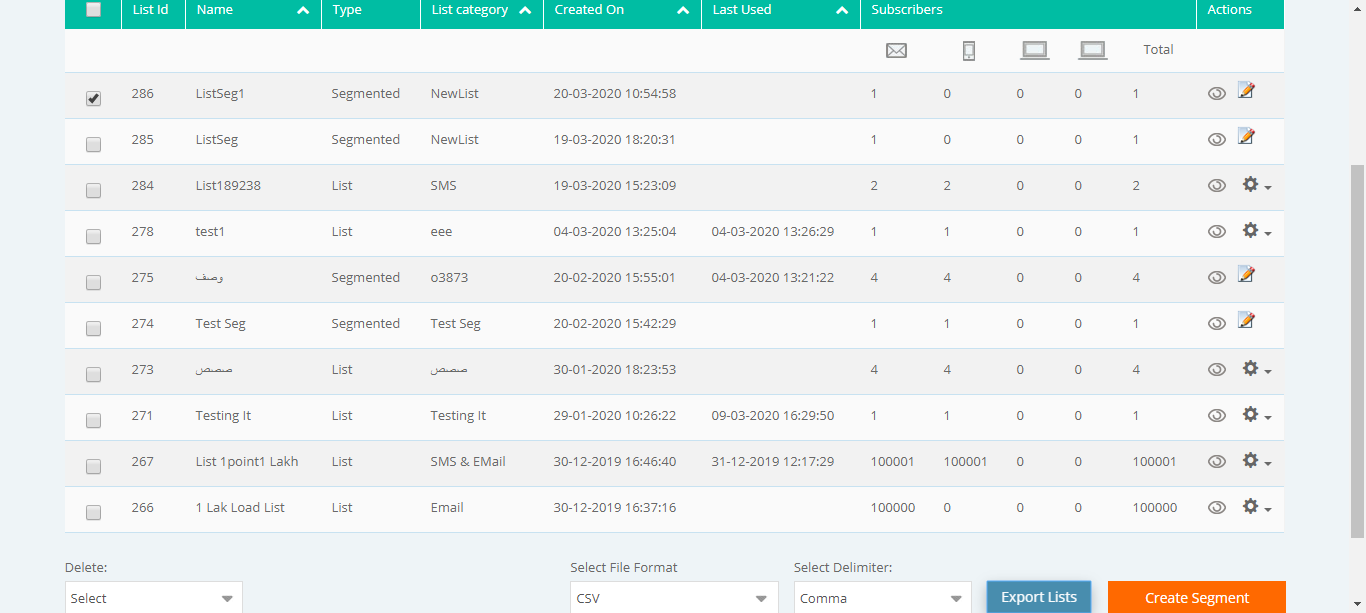 List Id Name Type List category Created On Last Used Subscribers Actions
Total
286 ListSeg1 Segmented NewList 20-03-2020 10:54:58 1 0 0 0 1
285 ListSeg Segmented NewList 19-03-2020 18:20:31 1 0 0 0 1
284 List189238 List SMS 19-03-2020 15:23:09 2 2 0 0 2
278 test1 List eee 04-03-2020 13:25:04 04-03-2020 13:26:29 1 1 0 0 1
275 وصف Segmented o3873 20-02-2020 15:55:01 04-03-2020 13:21:22 4 4 0 0 4
274 Test Seg Segmented Test Seg 20-02-2020 15:42:29 1 1 0 0 1
273 صصص List صصص 30-01-2020 18:23:53 4 4 0 0 4
271 Testing It List Testing It 29-01-2020 10:26:22 09-03-2020 16:29:50 1 1 0 0 1
267 List 1point1 Lakh List SMS & EMail 30-12-2019 16:46:40 31-12-2019 12:17:29 100001 100001 0 0 100001
266 1 Lak Load List List Email 30-12-2019 16:37:16 100000 0 0 0 100000
Delete: Select File Format Select Delimiter:
Select CSV Comma Export Lists Create Segment